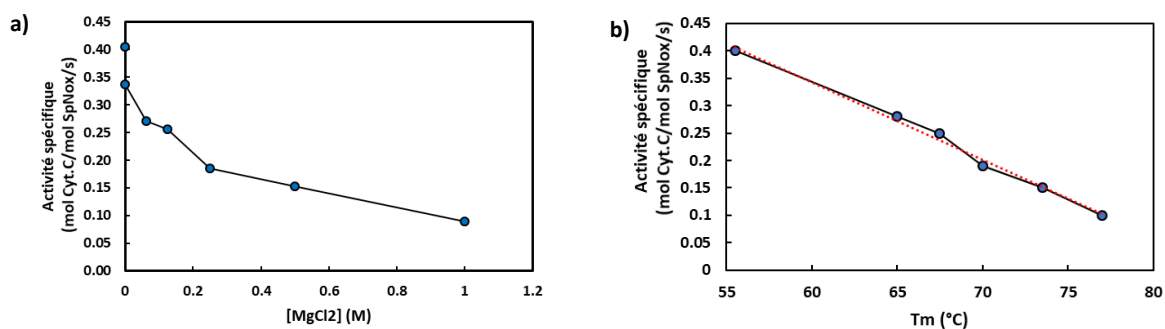 a)
Activité spécifique
(mol Cyt.C/mol SpNox/s)
0.45
0.40
0.35
0.30
0.25
0.20
0.15
0.10
0.05
0.00
0 0.2 0.4 0.6 0.8 1 1.2
[MgCl2] (M)
b)
Activité spécifique
(mol Cyt.C/mol SpNox/s)
0.45
0.4
0.35
0.3
0.25
0.2
0.15
0.1
0.05
0
55 60 65 70 75 80
Tm (°C)